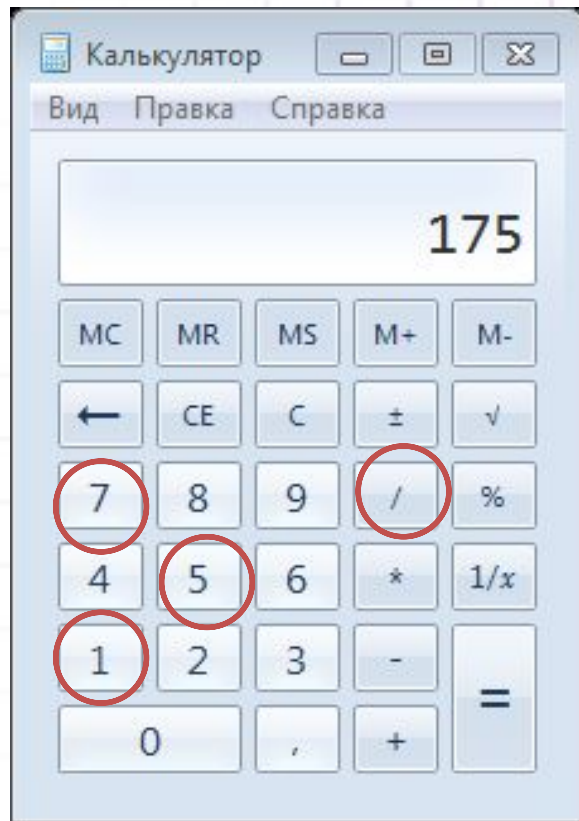 Калькулятор
Вид Правка Справка
175
MC MR MS M+ M-
← CE C ± √
7 8 9 / %
4 5 6 * 1/x
1 2 3 - =
0 , +